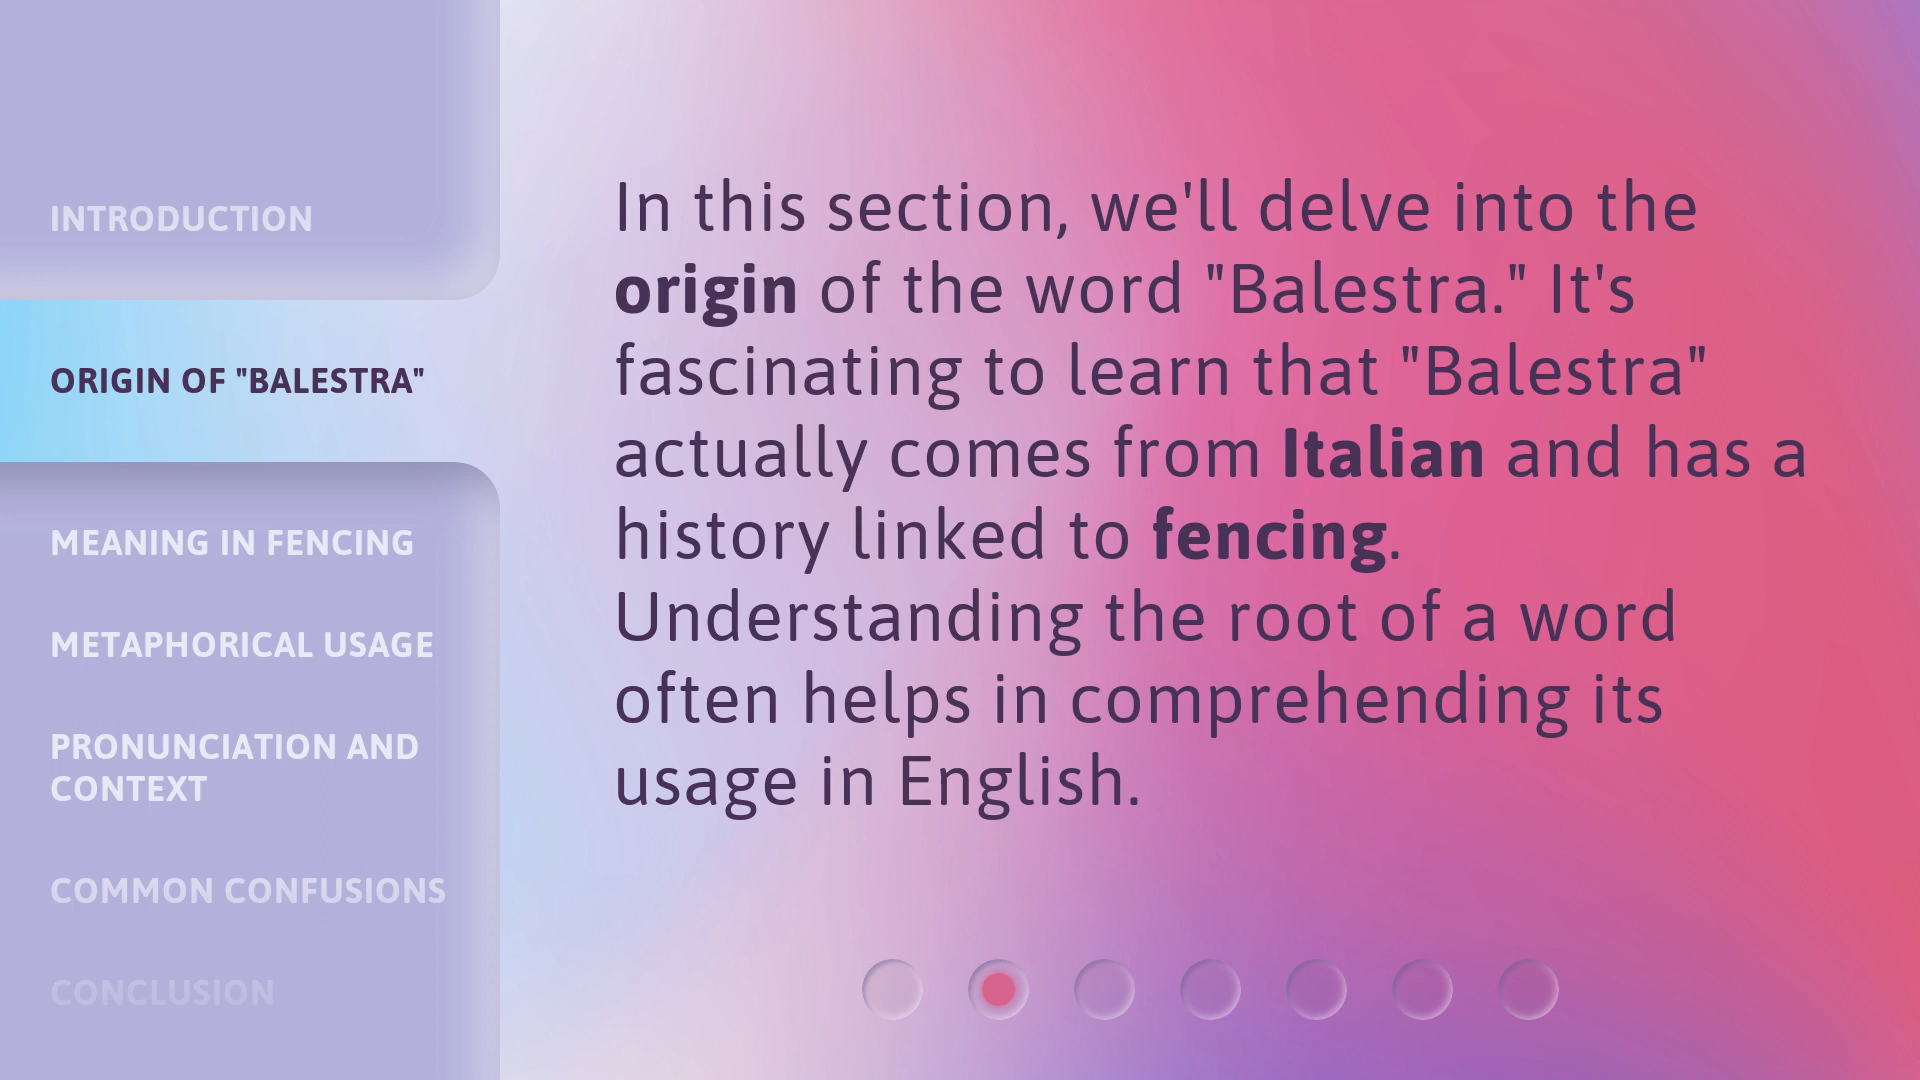 INTRODUCTION
ORIGIN OF "BALESTRA"
MEANING IN FENCING
METAPHORICAL USAGE
PRONUNCIATION AND
CONTEXT
COMMON CONFUSIONS
CONCLUSION
In this section, we'll delve into the
origin of the word "Balestra." It's
fascinating to learn that "Balestra"
actually comes from Italian and has a
history linked to fencing.
Understanding the root of a word
often helps in comprehending its
usage in English.